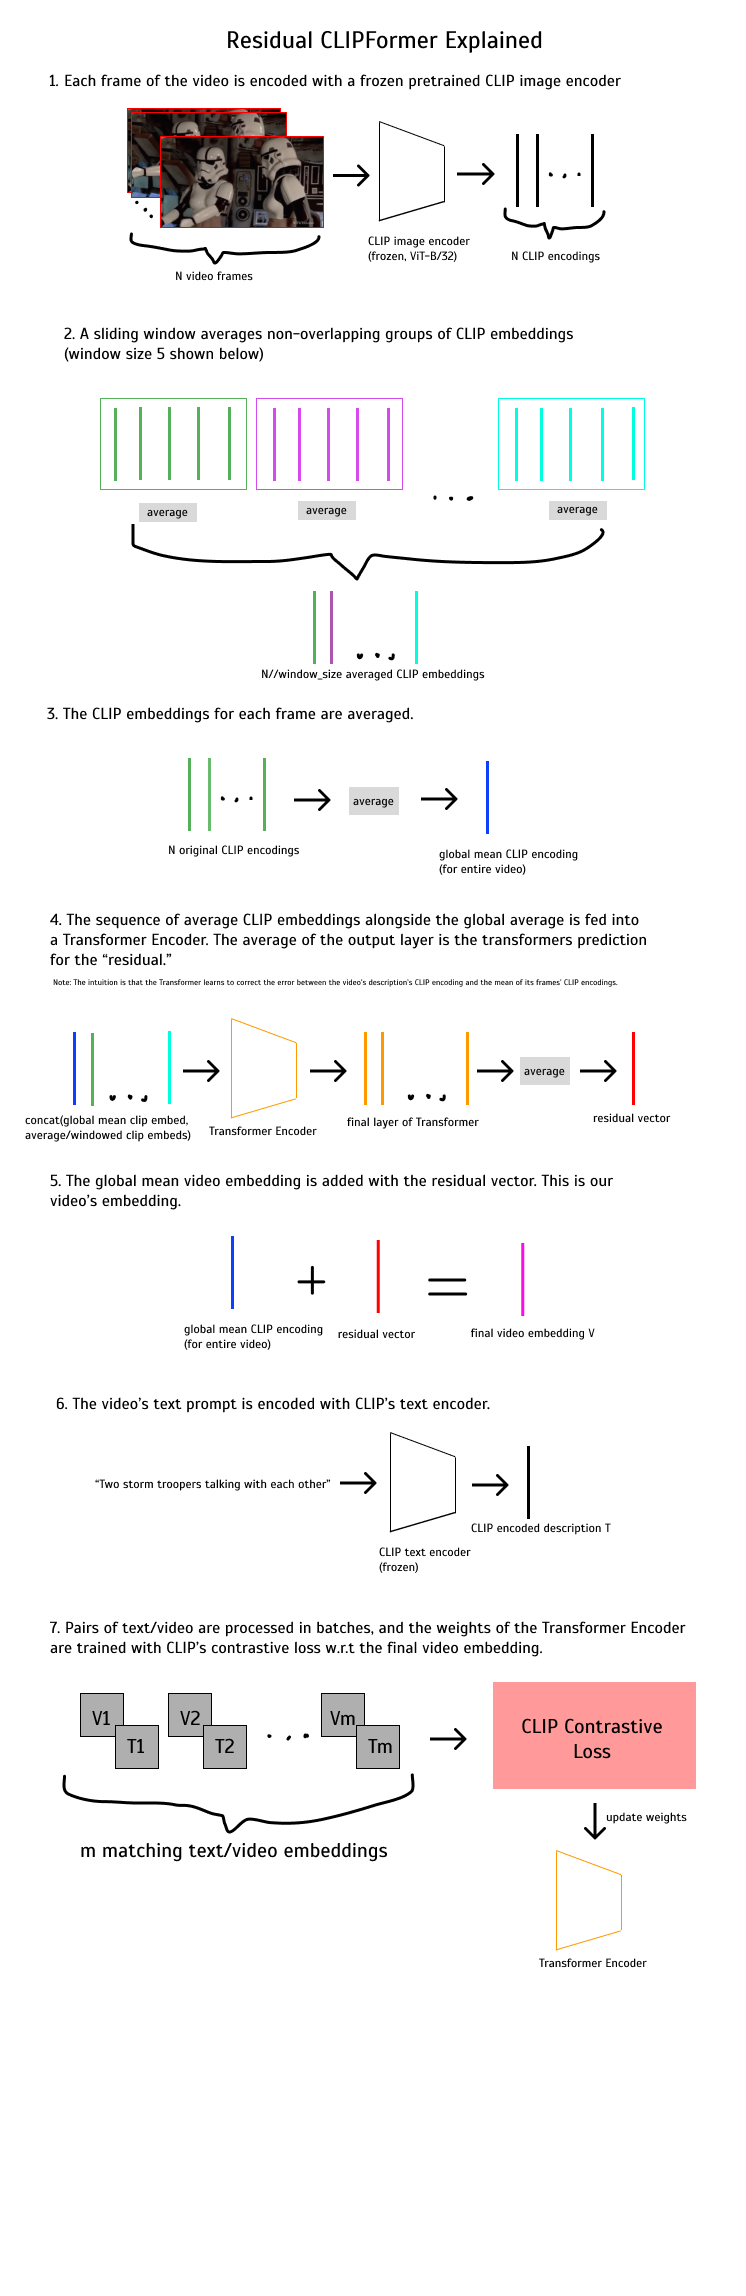 Residual CLIPFormer Explained
1. Each frame of the video is encoded with a frozen pretrained CLIP image encoder
CLIP image encoder
(frozen, ViT-B/32)
N CLIP encodings
N video frames
2. A sliding window averages non-overlapping groups of CLIP embeddings
(window size 5 shown below)
average
average
average
N//window_size averaged CLIP embeddings
3. The CLIP embeddings for each frame are averaged.
average
N original CLIP encodings
global mean CLIP encoding
(for entire video)
4. The sequence of average CLIP embeddings alongside the global average is fed into
a Transformer Encoder. The average of the output layer is the transformers prediction
for the “residual.”
Note: The intuition is that the Transformer learns to correct the error between the video's description's CLIP encoding and the mean of its frames' CLIP encodings.
average
concat(global mean clip embed,
average/windowed clip embeds)
Transformer Encoder
final layer of Transformer
residual vector
5. The global mean video embedding is added with the residual vector. This is our
video’s embedding.
global mean CLIP encoding
(for entire video)
residual vector
final video embedding V
6. The video’s text prompt is encoded with CLIP’s text encoder.
“Two storm troopers talking with each other”
CLIP encoded description T
CLIP text encoder
(frozen)
7. Pairs of text/video are processed in batches, and the weights of the Transformer Encoder
are trained with CLIP’s contrastive loss w.r.t the final video embedding.
V1
T1
V2
T2
Vm
Tm
CLIP Contrastive
Loss
update weights
m matching text/video embeddings
Transformer Encoder